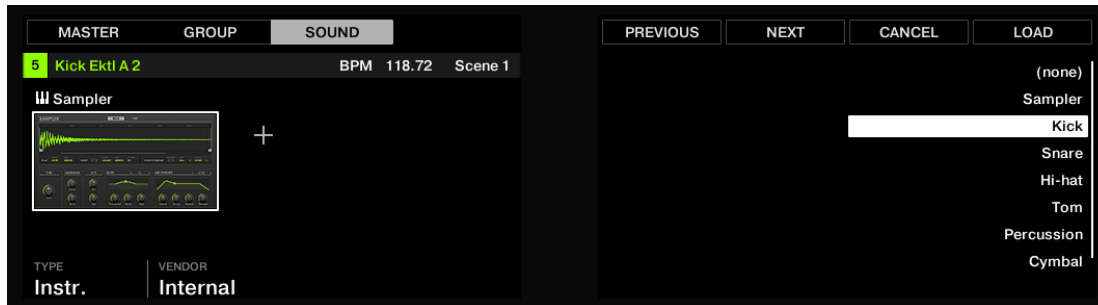 MASTER GROUP SOUND
5 Kick Ektl A 2 BPM 118.72 Scene 1
Sampler
TYPE VENDOR
Instr. Internal
PREVIOUS NEXT CANCEL LOAD
(none)
Sampler
Kick
Snare
Hi-hat
Tom
Percussion
Cymbal